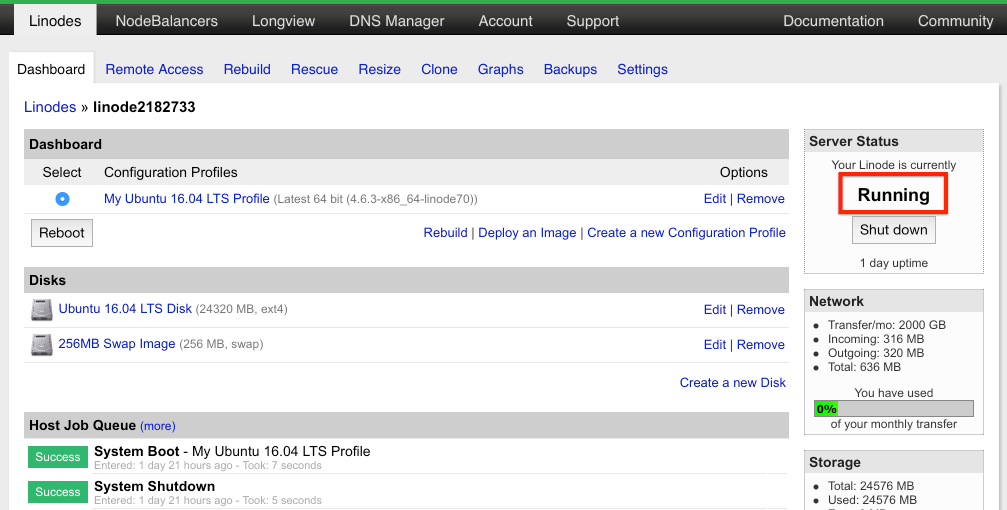 Linodes NodeBalancers Longview DNS Manager Account Support Documentation Community
Dashboard Remote Access Rebuild Rescue Resize Clone Graphs Backups Settings
Linodes » linode2182733
Dashboard
Select Configuration Profiles Options
My Ubuntu 16.04 LTS Profile (Latest 64 bit (4.6.3-x86_64-linode70)) Edit | Remove
Reboot Rebuild | Deploy an Image | Create a new Configuration Profile
Disks
Ubuntu 16.04 LTS Disk (24320 MB, ext4) Edit | Remove
256MB Swap Image (256 MB, swap) Edit | Remove
Create a new Disk
Host Job Queue (more)
Success System Boot - My Ubuntu 16.04 LTS Profile
Entered: 1 day 21 hours ago - Took: 7 seconds
Success System Shutdown
Entered: 1 day 21 hours ago - Took: 5 seconds
Server Status
Your Linode is currently
Running
Shut down
1 day uptime
Network
Transfer/mo: 2000 GB
Incoming: 316 MB
Outgoing: 320 MB
Total: 636 MB
You have used
0%
of your monthly transfer
Storage
Total: 24576 MB
Used: 24576 MB